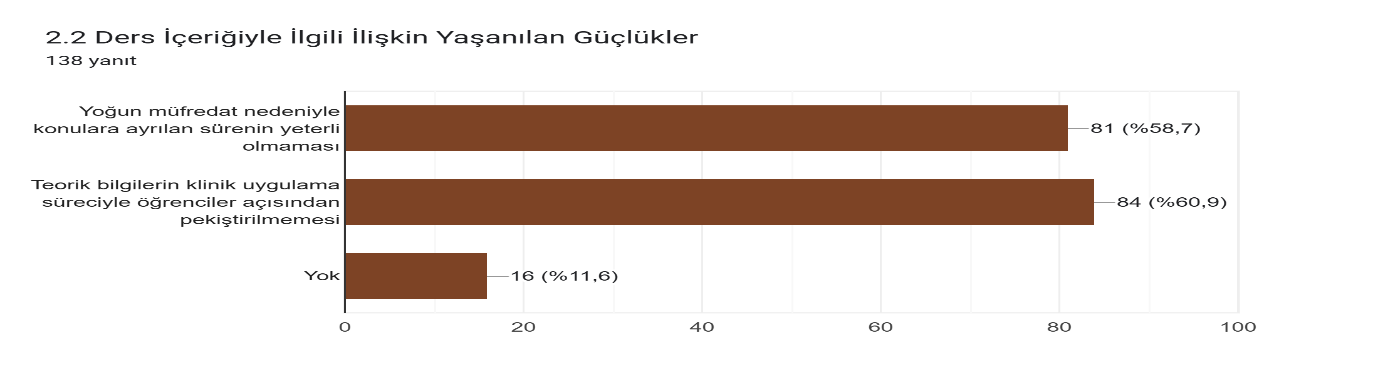 2.2 Ders İçeriğiyle İlgili İlişkin Yaşanılan Güçlükler
138 yanıt
Yoğun müfredat nedeniyle
konulara ayrılan sürenin yeterli
olmaması
81 (%58,7)
Teorik bilgilerin klinik uygulama
süreciyle öğrenciler açısından
pekiştirilmemesi
84 (%60,9)
Yok
16 (%11,6)
0 20 40 60 80 100